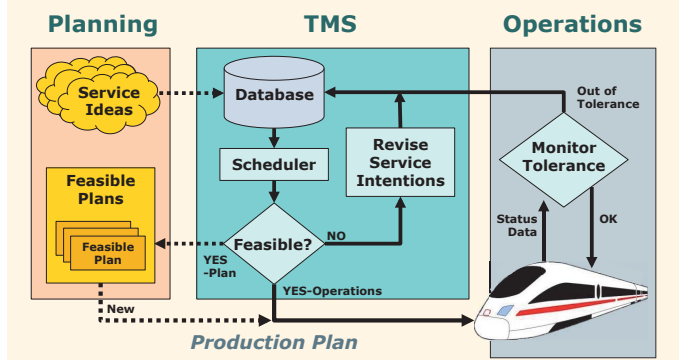 Planning
TMS
Operations
Service
Ideas
Database
Out of
Tolerance
Scheduler
Revise
Service
Intentions
Monitor
Tolerance
Feasible
Plans
Feasible
Plan
Feasible?
NO
YES
-Plan
Status
Data
OK
YES-Operations
New
Production Plan